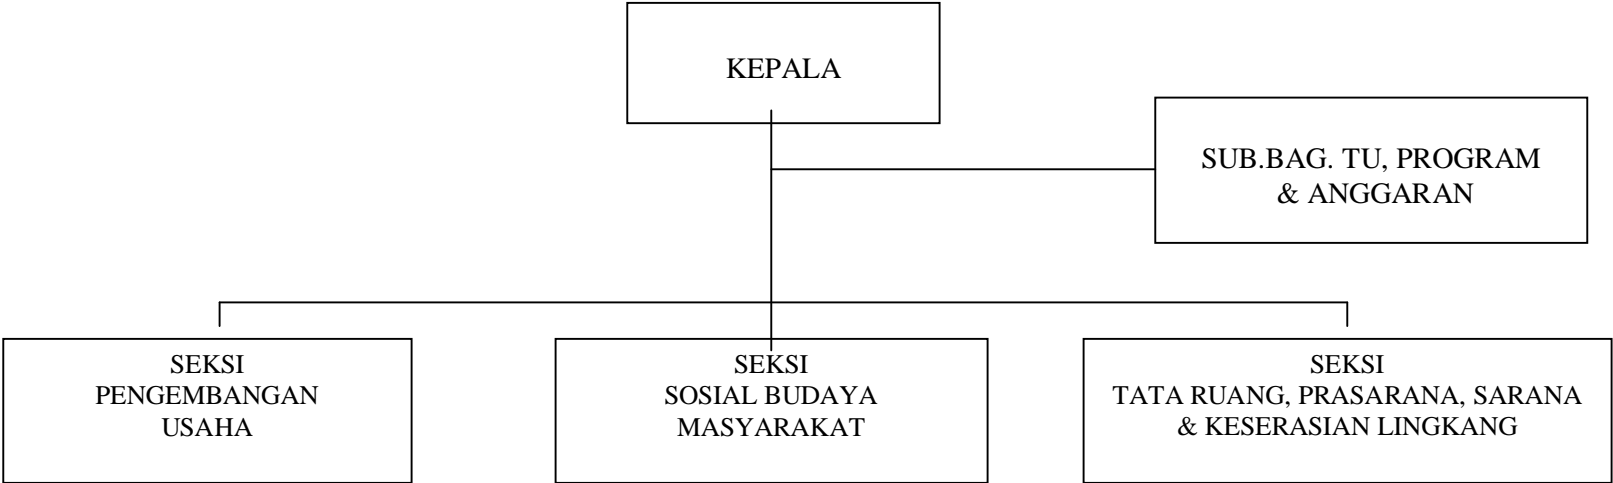 KEPALA
SUB.BAG. TU, PROGRAM
& ANGGARAN
SEKSI
PENGEMBANGAN
USAHA
SEKSI
SOSIAL BUDAYA
MASYARAKAT
SEKSI
TATA RUANG, PRASARANA, SARANA
& KESERASIAN LINGKANG